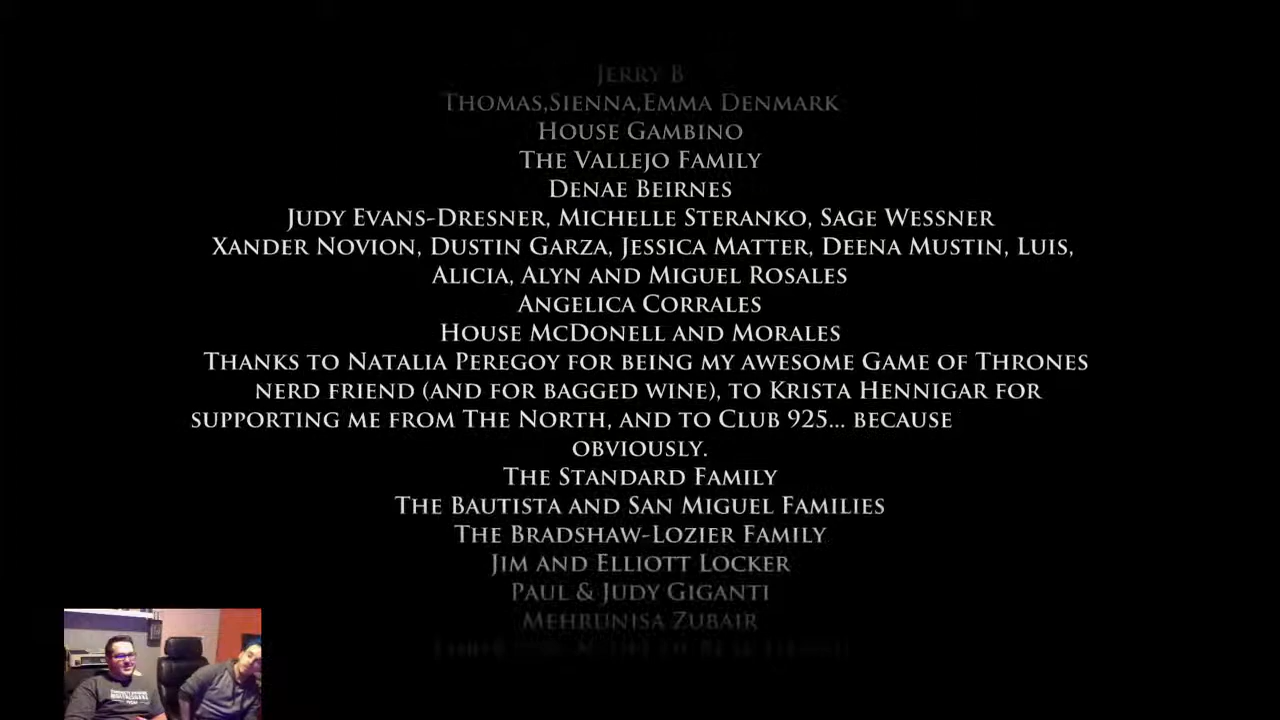 Jerry B
Thomas,Sienna,Emma Denmark
House Gambino
The Vallejo Family
Denae Beirnes
Judy Evans-Dresner, Michelle Steranko, Sage Wessner
Xander Novion, Dustin Garza, Jessica Matter, Deena Mustin, Luis,
Alicia, Alyn and Miguel Rosales
Angelica Corrales
House McDonell and Morales
Thanks to Natalia Peregoy for being my awesome Game of Thrones
nerd friend (and for bagged wine), to Krista Hennigar for
supporting me from The North, and to Club 925... because
obviously.
The Standard Family
The Bautista and San Miguel Families
The Bradshaw-Lozier Family
Jim and Elliott Locker
Paul & Judy Giganti
Mehrunisa Zubair